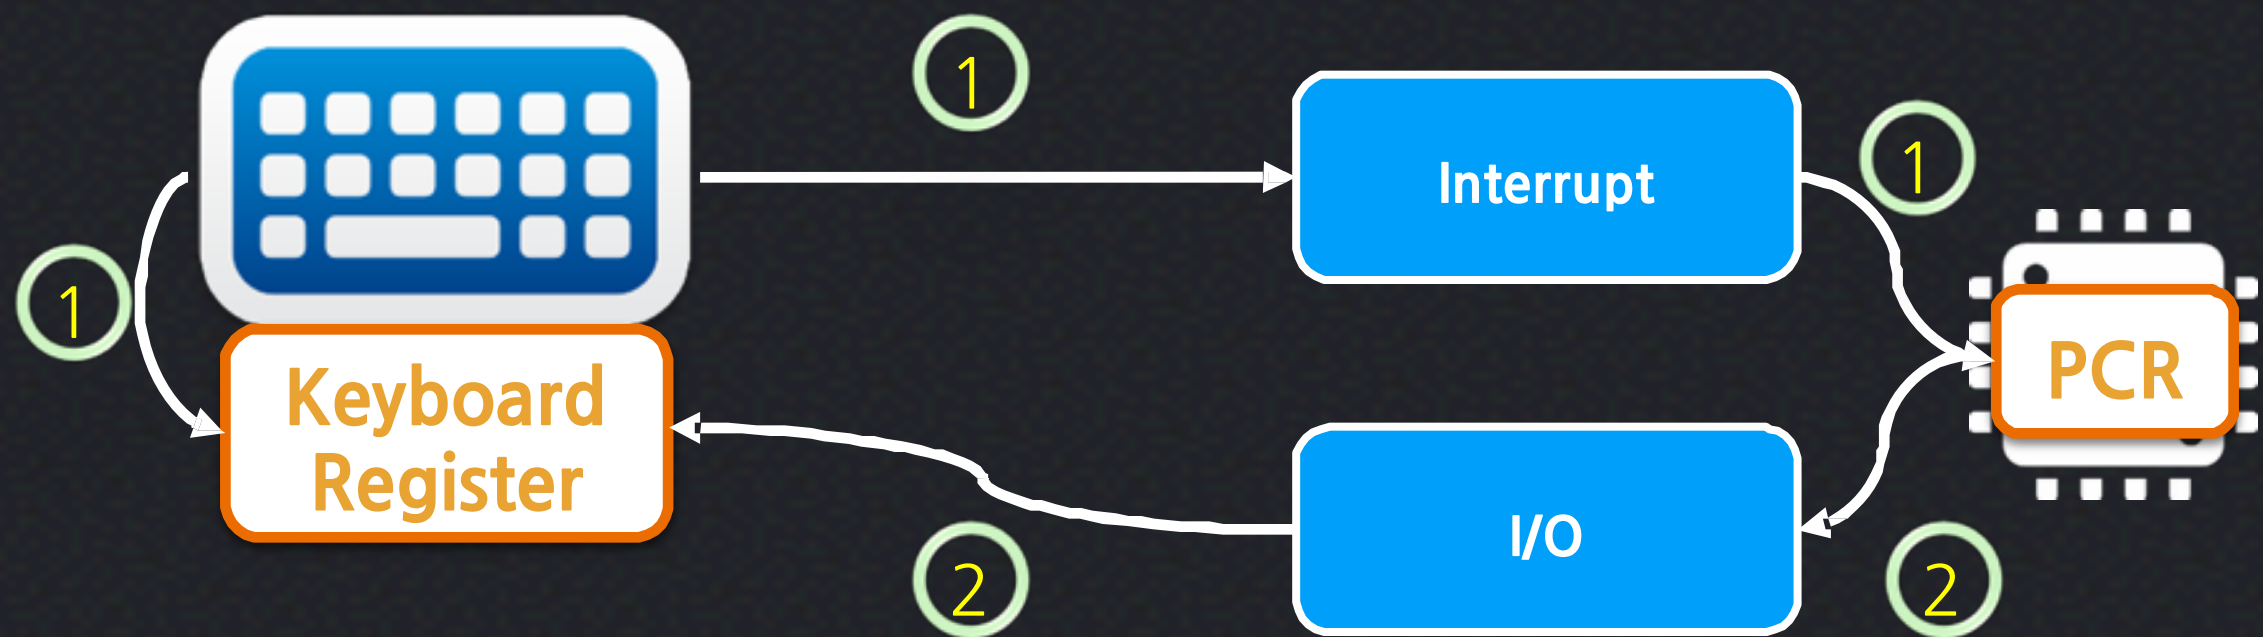 1
Interrupt
1
1
Keyboard
Register
PCR
I/O
2
2